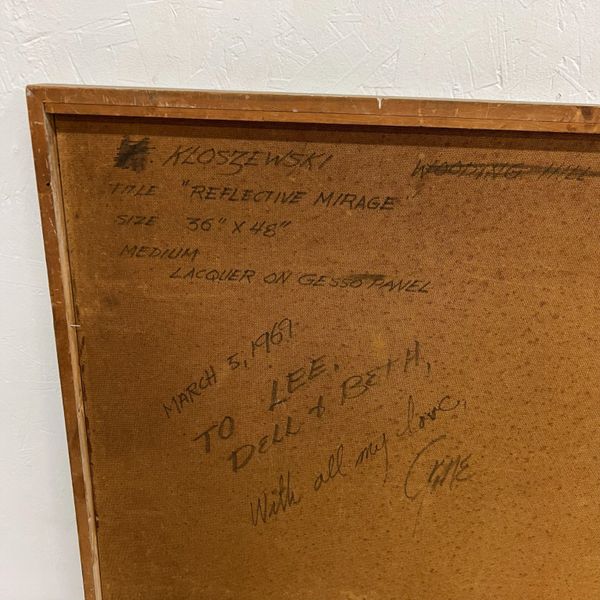 KLOSZEWSKI
TITLE "REFLECTIVE MIRAGE"
SIZE 36" X 48"
MEDIUM
LACQUER ON GESSO PANEL
MARCH 5, 1969
TO LEE,
DELL & BETH,
With all my love,